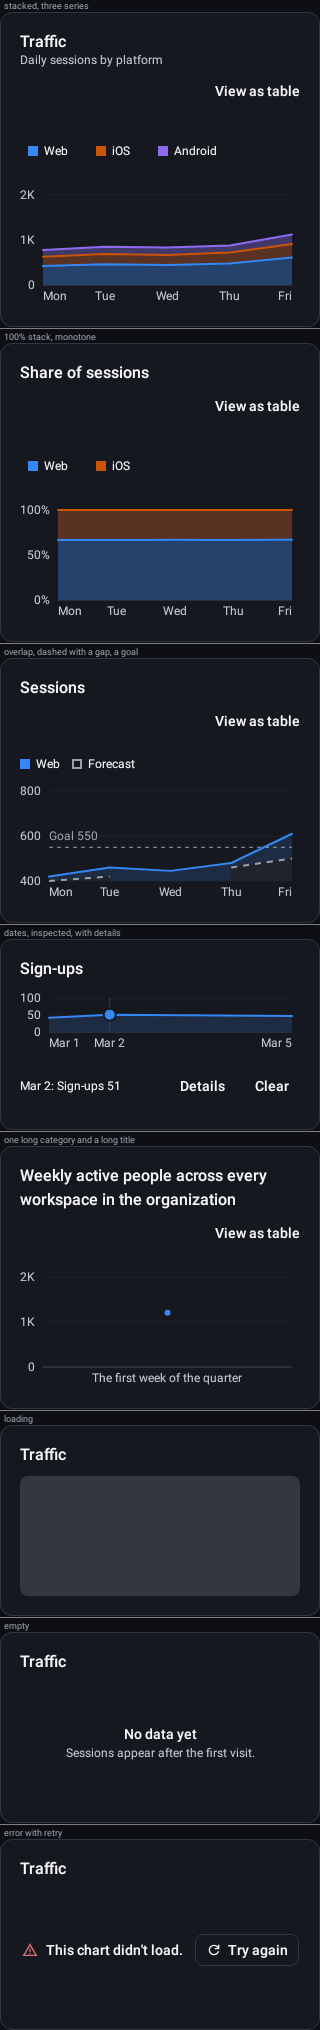 stacked, three series
Traffic
Daily sessions by platform
View as table
Web iOS Android
2K
1K
0
Mon Tue Wed Thu Fri
100% stack, monotone
Share of sessions
View as table
Web iOS
100%
50%
0%
Mon Tue Wed Thu Fri
overlap, dashed with a gap, a goal
Sessions
View as table
Web Forecast
800
600 Goal 550
400
Mon Tue Wed Thu Fri
dates, inspected, with details
Sign-ups
100
50
0
Mar 1 Mar 2 Mar 5
Mar 2: Sign-ups 51 Details Clear
one long category and a long title
Weekly active people across every
workspace in the organization
View as table
2K
1K
0
The first week of the quarter
loading
Traffic
empty
Traffic
No data yet
Sessions appear after the first visit.
error with retry
Traffic
This chart didn't load. Try again